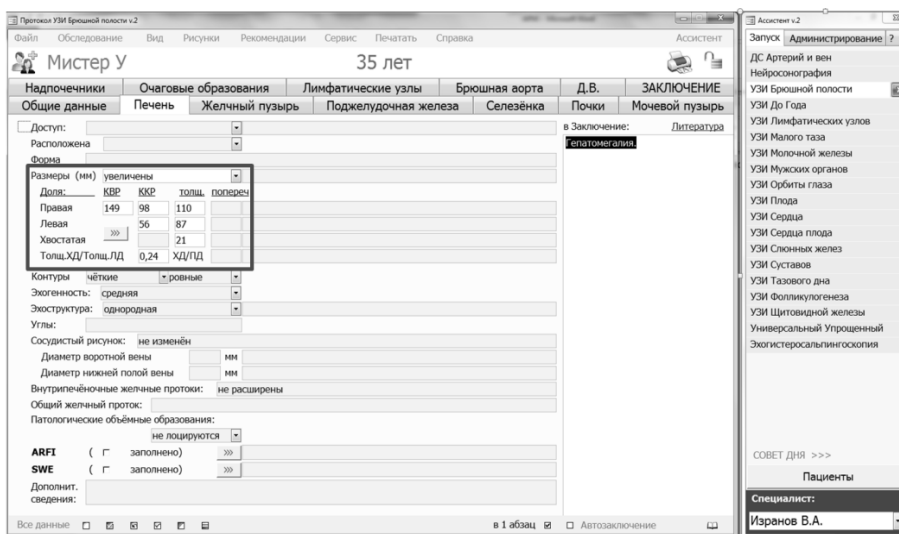 Протокол УЗИ Брюшной полости v.2
Файл Обследование Вид Рисунки Рекомендации Сервис Печатать Справка Ассистент
Мистер У 35 лет
Надпочечники Очаговые образования Лимфатические узлы Брюшная аорта Д.В. ЗАКЛЮЧЕНИЕ
Общие данные Печень Желчный пузырь Поджелудочная железа Селезёнка Почки Мочевой пузырь
Доступ:
Расположена
Форма
Размеры (мм) увеличены
Доля: КВР ККР толщ. попереч
Правая 149 98 110
Левая 56 87
>>>
Хвостатая 21
Толщ.ХД/Толщ.ЛД 0,24 ХД/ПД
Контуры чёткие ровные
Эхогенность: средняя
Эхоструктура: однородная
Углы:
Сосудистый рисунок: не изменён
Диаметр воротной вены мм
Диаметр нижней полой вены мм
Внутрипечёночные желчные протоки: не расширены
Общий желчный проток:
Патологические объёмные образования:
не лоцируются
ARFI ( заполнено) >>>
SWE ( заполнено) >>>
Дополнит.
сведения:
в Заключение: Литература
Гепатомегалия.
Все данные в 1 абзац Автозаключение
Ассистент v.2
Запуск Администрирование ?
ДС Артерий и вен
Нейросонография
УЗИ Брюшной полости
УЗИ До Года
УЗИ Лимфатических узлов
УЗИ Малого таза
УЗИ Молочной железы
УЗИ Мужских органов
УЗИ Орбиты глаза
УЗИ Плода
УЗИ Сердца
УЗИ Сердца плода
УЗИ Слюнных желез
УЗИ Суставов
УЗИ Тазового дна
УЗИ Фолликулогенеза
УЗИ Щитовидной железы
Универсальный Упрощенный
Эхогистеросальпингоскопия
СОВЕТ ДНЯ >>>
Пациенты
Специалист:
Изранов В.А.